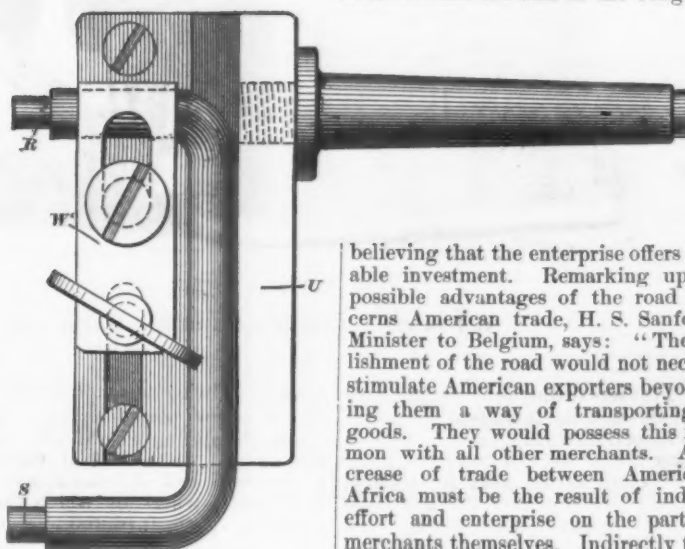 R
W
U
S
believing that the enterprise offers
able investment. Remarking up
possible advantages of the road
cerns American trade, H. S. Sanfo
Minister to Belgium, says: “The
lishment of the road would not nec
stimulate American exporters beyo
ing them a way of transporting
goods. They would possess this
mon with all other merchants. A
crease of trade between Americ
Africa must be the result of ind
effort and enterprise on the part
merchants themselves. Indirectly t